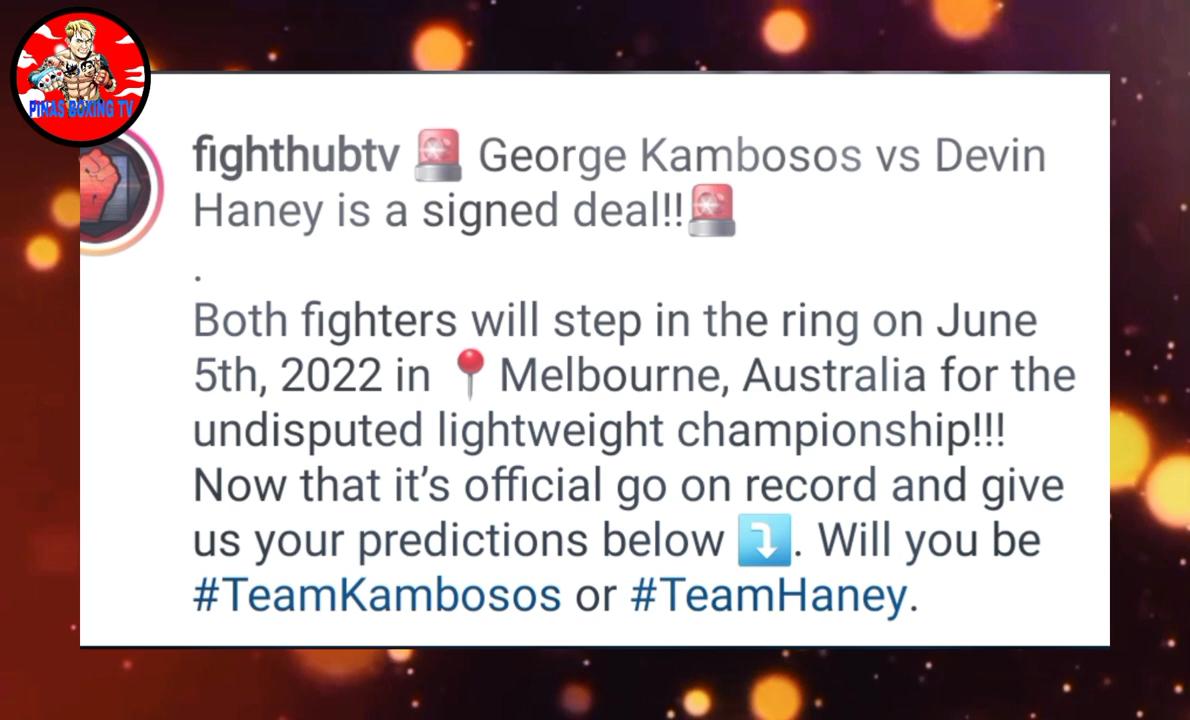 PINAS BOXING TV
fighthubtv 🚨 George Kambosos vs Devin
Haney is a signed deal!!🚨
.
Both fighters will step in the ring on June
5th, 2022 in 📍 Melbourne, Australia for the
undisputed lightweight championship!!!
Now that it’s official go on record and give
us your predictions below ⤵️. Will you be
#TeamKambosos or #TeamHaney.